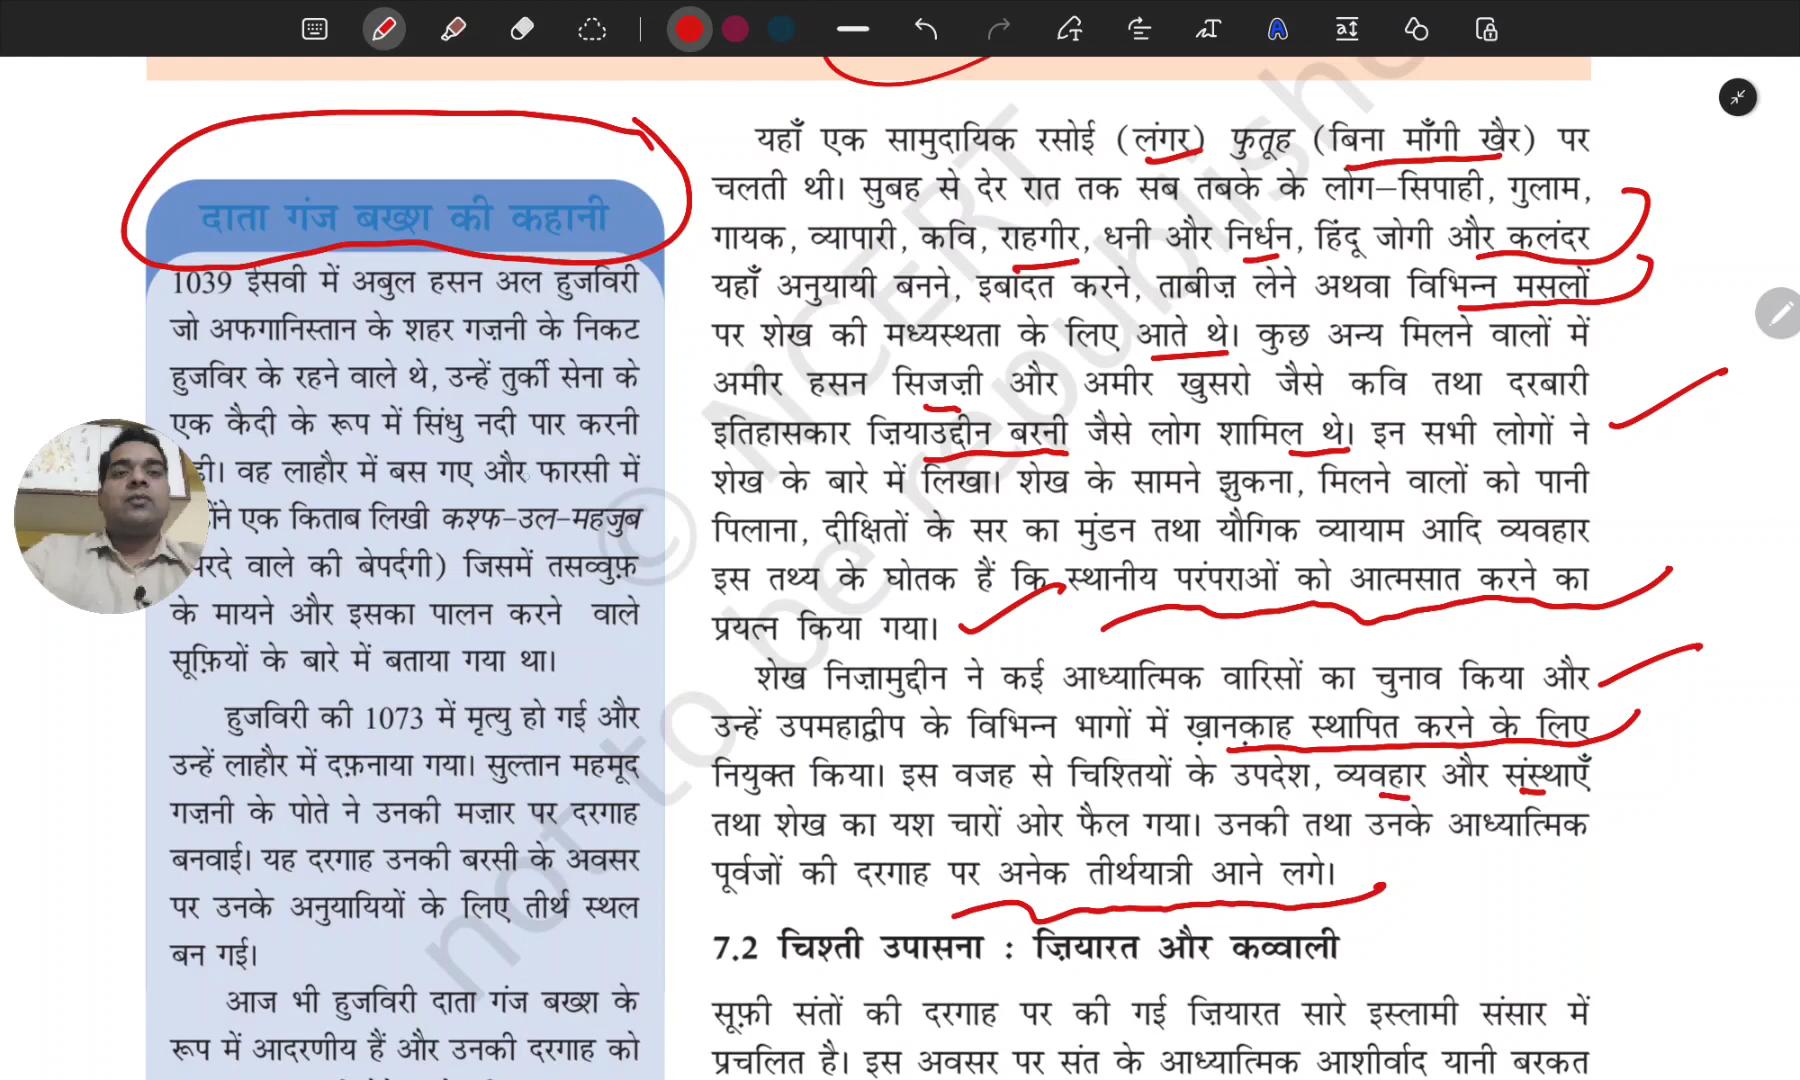 दाता गंज बख्श की कहानी
1039 ईसवी में अबुल हसन अल हुजविरी
जो अफगानिस्तान के शहर गज़नी के निकट
हुजविर के रहने वाले थे, उन्हें तुर्की सेना के
एक कैदी के रूप में सिंधु नदी पार करनी
वह लाहौर में बस गए और फारसी में
एक किताब लिखी कश्फ-उल-महजुब
वाले की बेपर्दगी) जिसमें तसव्वुफ़
के मायने और इसका पालन करने वाले
सूफ़ियों के बारे में बताया गया था।
हुजविरी की 1073 में मृत्यु हो गई और
उन्हें लाहौर में दफ़नाया गया। सुल्तान महमूद
गज़नी के पोते ने उनकी मज़ार पर दरगाह
बनवाई। यह दरगाह उनकी बरसी के अवसर
पर उनके अनुयायियों के लिए तीर्थ स्थल
बन गई।
आज भी हुजविरी दाता गंज बख्श के
रूप में आदरणीय हैं और उनकी दरगाह को
यहाँ एक सामुदायिक रसोई (लंगर) फुतूह (बिना माँगी खैर) पर
चलती थी। सुबह से देर रात तक सब तबके के लोग–सिपाही, गुलाम,
गायक, व्यापारी, कवि, राहगीर, धनी और निर्धन, हिंदू जोगी और कलंदर
यहाँ अनुयायी बनने, इबादत करने, ताबीज़ लेने अथवा विभिन्न मसलों
पर शेख की मध्यस्थता के लिए आते थे। कुछ अन्य मिलने वालों में
अमीर हसन सिजज़ी और अमीर खुसरो जैसे कवि तथा दरबारी
इतिहासकार ज़ियाउद्दीन बरनी जैसे लोग शामिल थे। इन सभी लोगों ने
शेख के बारे में लिखा। शेख के सामने झुकना, मिलने वालों को पानी
पिलाना, दीक्षितों के सर का मुंडन तथा यौगिक व्यायाम आदि व्यवहार
इस तथ्य के घोतक हैं कि स्थानीय परंपराओं को आत्मसात करने का
प्रयत्न किया गया।
शेख निज़ामुद्दीन ने कई आध्यात्मिक वारिसों का चुनाव किया और
उन्हें उपमहाद्वीप के विभिन्न भागों में ख़ानक़ाह स्थापित करने के लिए
नियुक्त किया। इस वजह से चिश्तियों के उपदेश, व्यवहार और संस्थाएँ
तथा शेख का यश चारों ओर फैल गया। उनकी तथा उनके आध्यात्मिक
पूर्वजों की दरगाह पर अनेक तीर्थयात्री आने लगे।
7.2 चिश्ती उपासना : ज़ियारत और कव्वाली
सूफ़ी संतों की दरगाह पर की गई ज़ियारत सारे इस्लामी संसार में
प्रचलित है। इस अवसर पर संत के आध्यात्मिक आशीर्वाद यानी बरकत
© NCERT
not to be republished